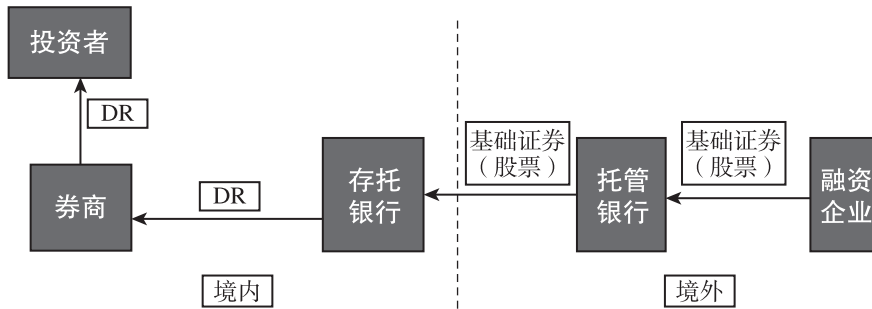 投资者
DR
券商
DR
存托
银行
基础证券
（股票）
托管
银行
基础证券
（股票）
融资
企业
境内
境外